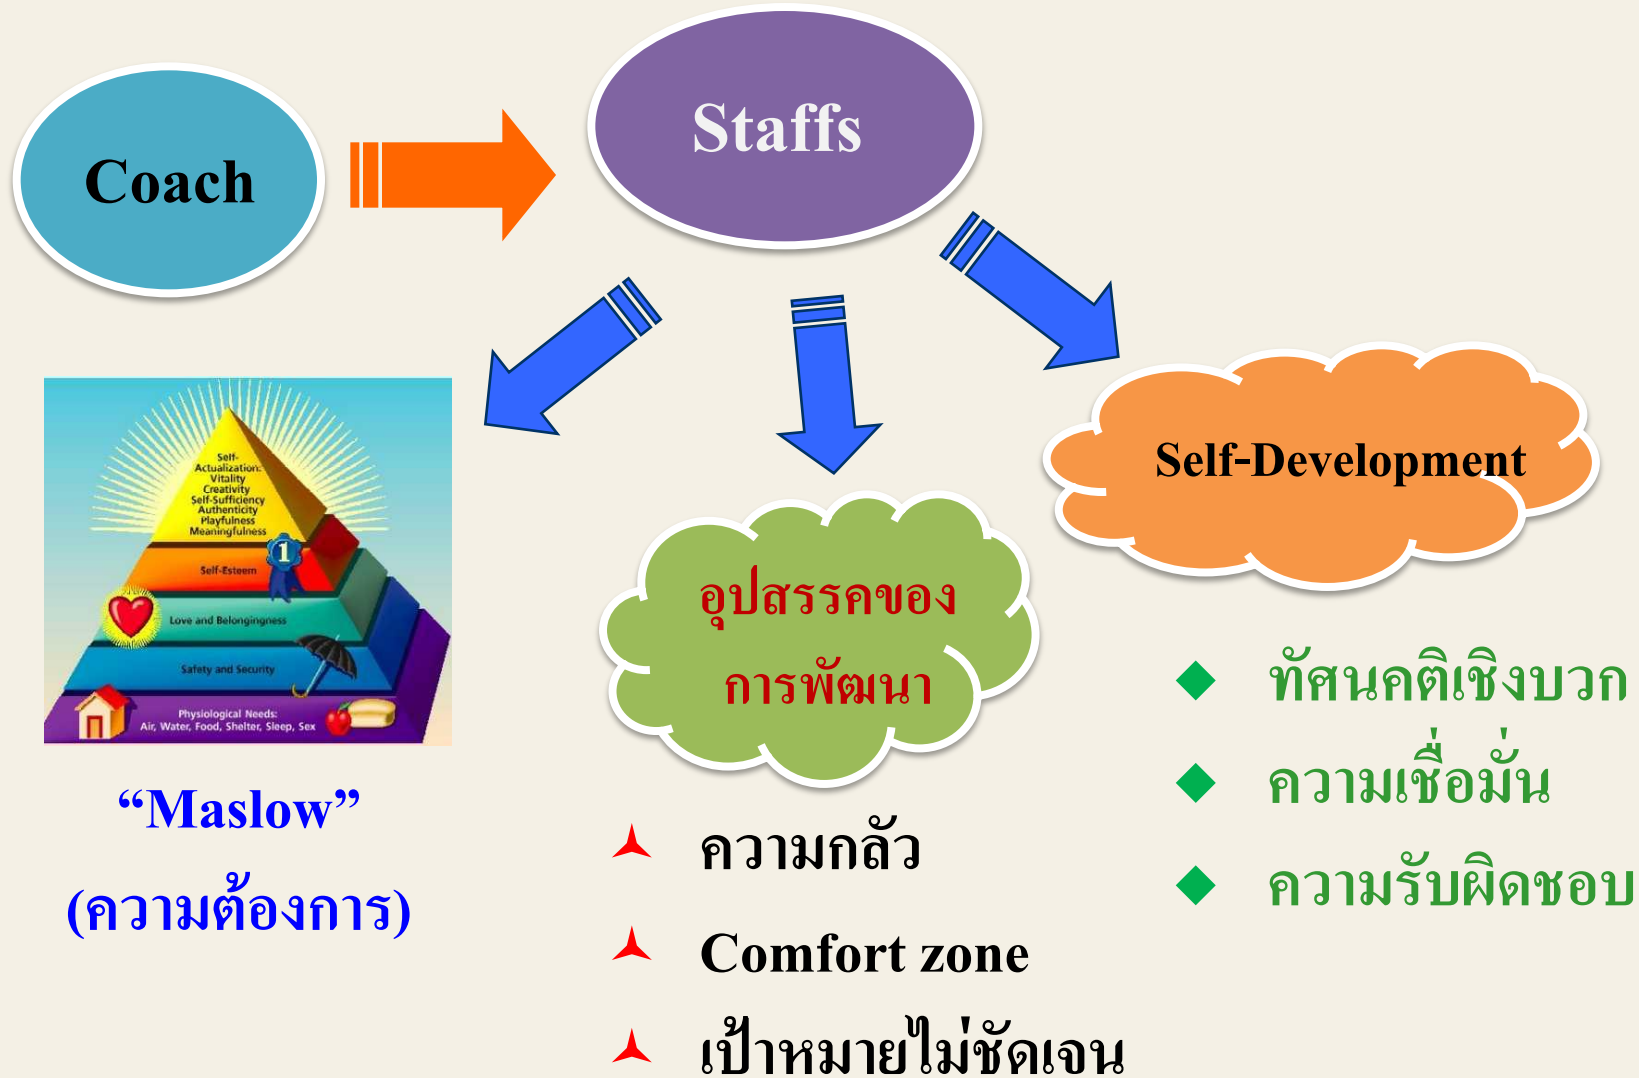 Coach
Staffs
Self-
Actualization:
Vitality
Creativity
Self-Sufficiency
Authenticity
Playfulness
Meaningfulness
1
Self-Esteem
Love and Belongingness
Safety and Security
Physiological Needs:
Air, Water, Food, Shelter, Sleep, Sex
“Maslow”
(ความต้องการ)
อุปสรรคของ
การพัฒนา
ความกลัว
Comfort zone
เป้าหมายไม่ชัดเจน
Self-Development
ทัศนคติเชิงบวก
ความเชื่อมั่น
ความรับผิดชอบ